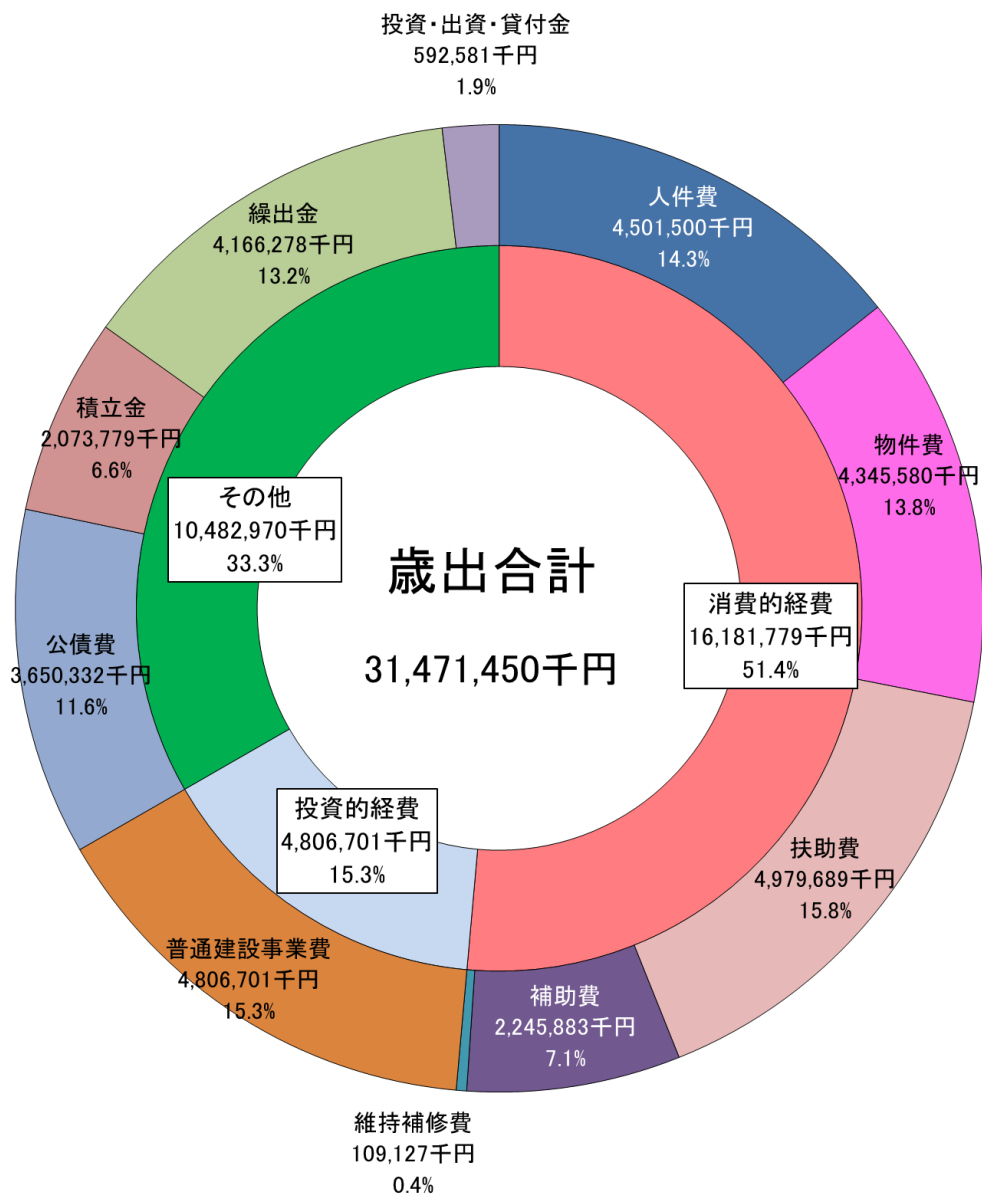 投資・出資・貸付金
592,581千円
1.9%
人件費
4,501,500千円
14.3%
繰出金
4,166,278千円
13.2%
積立金
2,073,779千円
6.6%
物件費
4,345,580千円
13.8%
その他
10,482,970千円
33.3%
歳出合計
31,471,450千円
消費的経費
16,181,779千円
51.4%
公債費
3,650,332千円
11.6%
投資的経費
4,806,701千円
15.3%
扶助費
4,979,689千円
15.8%
普通建設事業費
4,806,701千円
15.3%
補助費
2,245,883千円
7.1%
維持補修費
109,127千円
0.4%